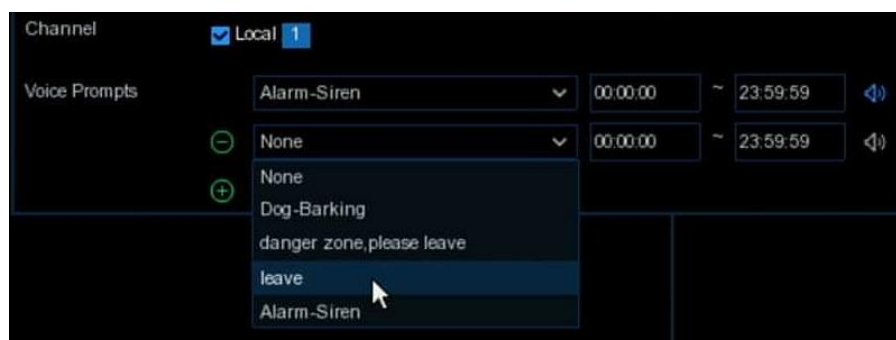 Channel Local 1
Voice Prompts Alarm-Siren 00:00:00 ~ 23:59:59
None 00:00:00 ~ 23:59:59
None
Dog-Barking
danger zone,please leave
leave
Alarm-Siren